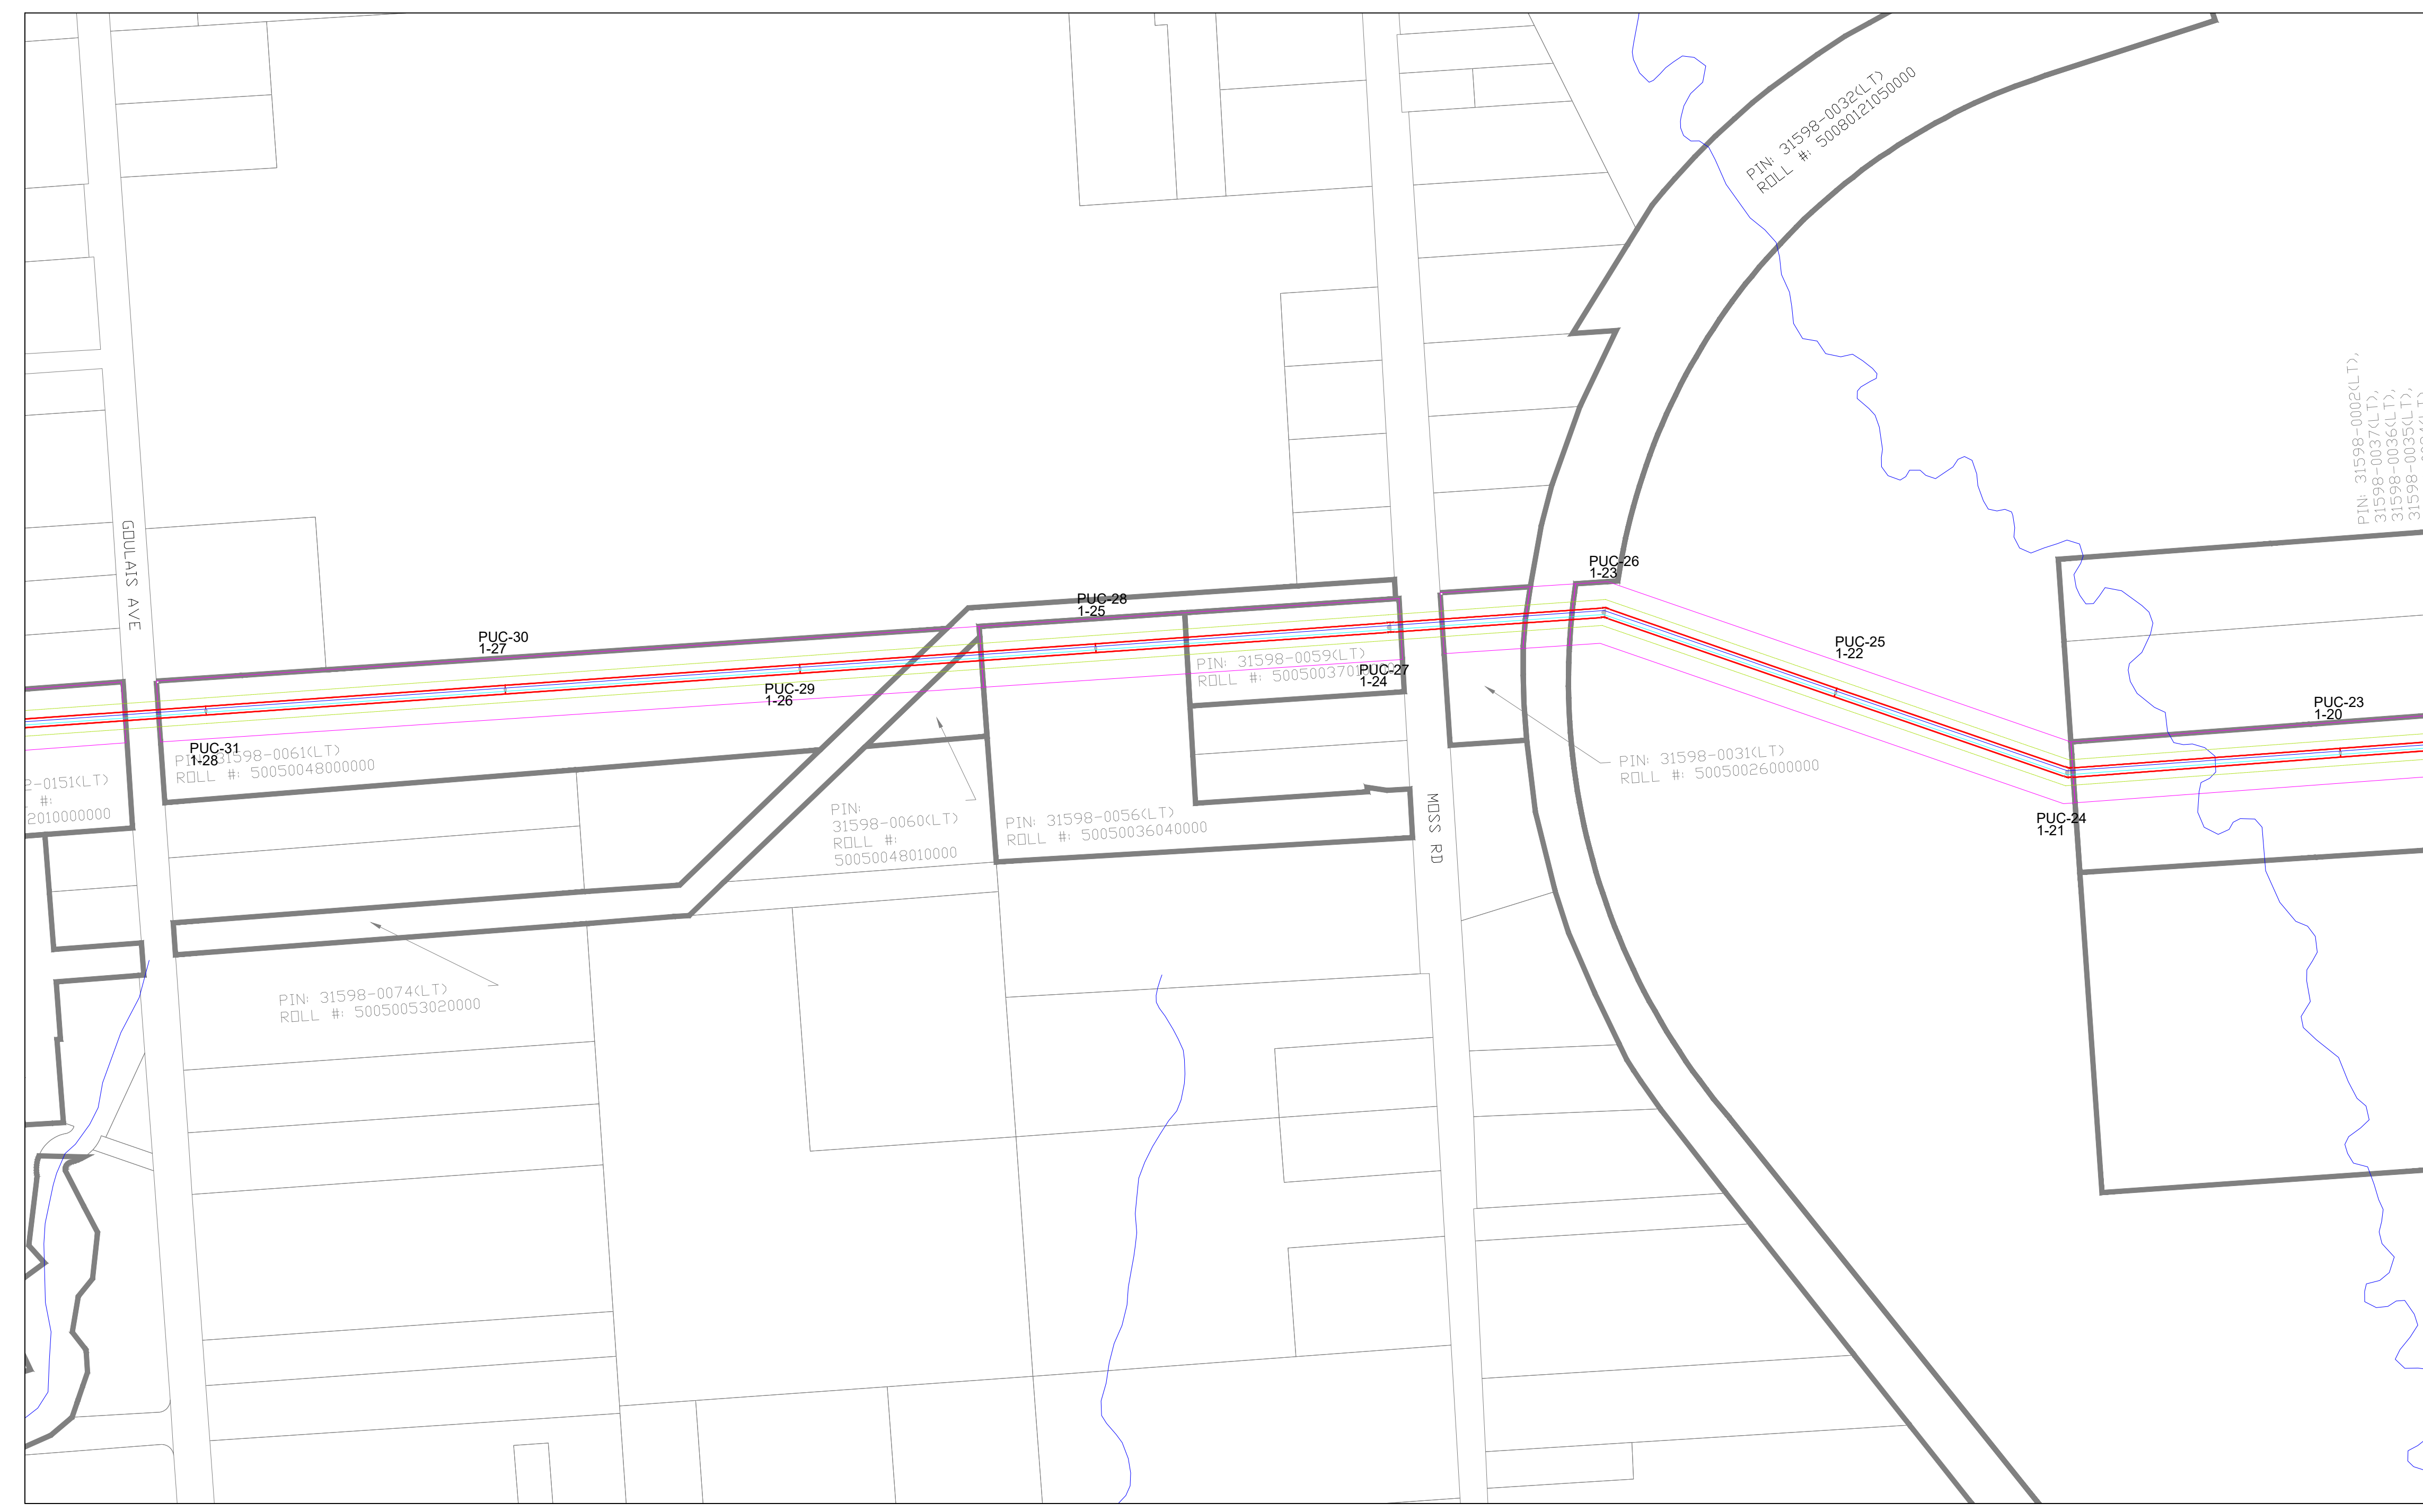 PIN: 31598-0032(LT)
ROLL #: 50080121050000
PIN: 31598-0002(LT),
31598-0037(LT),
31598-0036(LT),
31598-0035(LT),
GOULAIS AVE
PUC-26
1-23
PUC-28
1-25
PUC-30
1-27
PUC-25
1-22
PIN: 31598-0059(LT)
PUC-27
1-24
PUC-29
1-26
PUC-23
1-20
PUC-31
1-28
31598-0061(LT)
ROLL #: 50050048000000
PIN: 31598-0031(LT)
ROLL #: 50050026000000
-0151(LT)
#:
2010000000
PIN:
31598-0060(LT)
ROLL #:
50050048010000
PIN: 31598-0056(LT)
ROLL #: 50050036040000
MOSS RD
PUC-24
1-21
PIN: 31598-0074(LT)
ROLL #: 50050053020000